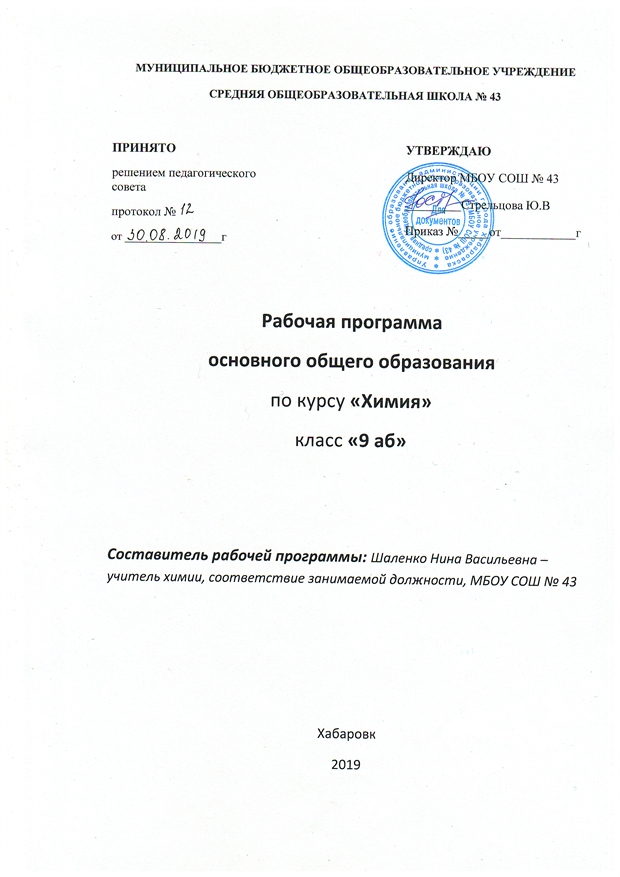 МУНИЦИПАЛЬНОЕ БЮДЖЕТНОЕ ОБЩЕОБРАЗОВАТЕЛЬНОЕ УЧРЕЖДЕНИЕ
СРЕДНЯЯ ОБЩЕОБРАЗОВАТЕЛЬНАЯ ШКОЛА № 43
ПРИНЯТО
решением педагогического
совета
протокол № 12
от 30.08.2019 г
УТВЕРЖДАЮ
Директор МБОУ СОШ № 43
Стрельцова Ю.В
Приказ № от____________г
Для
документов
Рабочая программа
основного общего образования
по курсу «Химия»
класс «9 аб»
Составитель рабочей программы: Шаленко Нина Васильевна –
учитель химии, соответствие занимаемой должности, МБОУ СОШ № 43
Хабаровк
2019